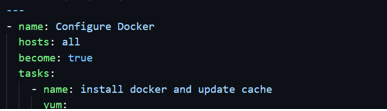 ---
- name: Configure Docker
  hosts: all
  become: true
  tasks:
    - name: install docker and update cache
      yum: